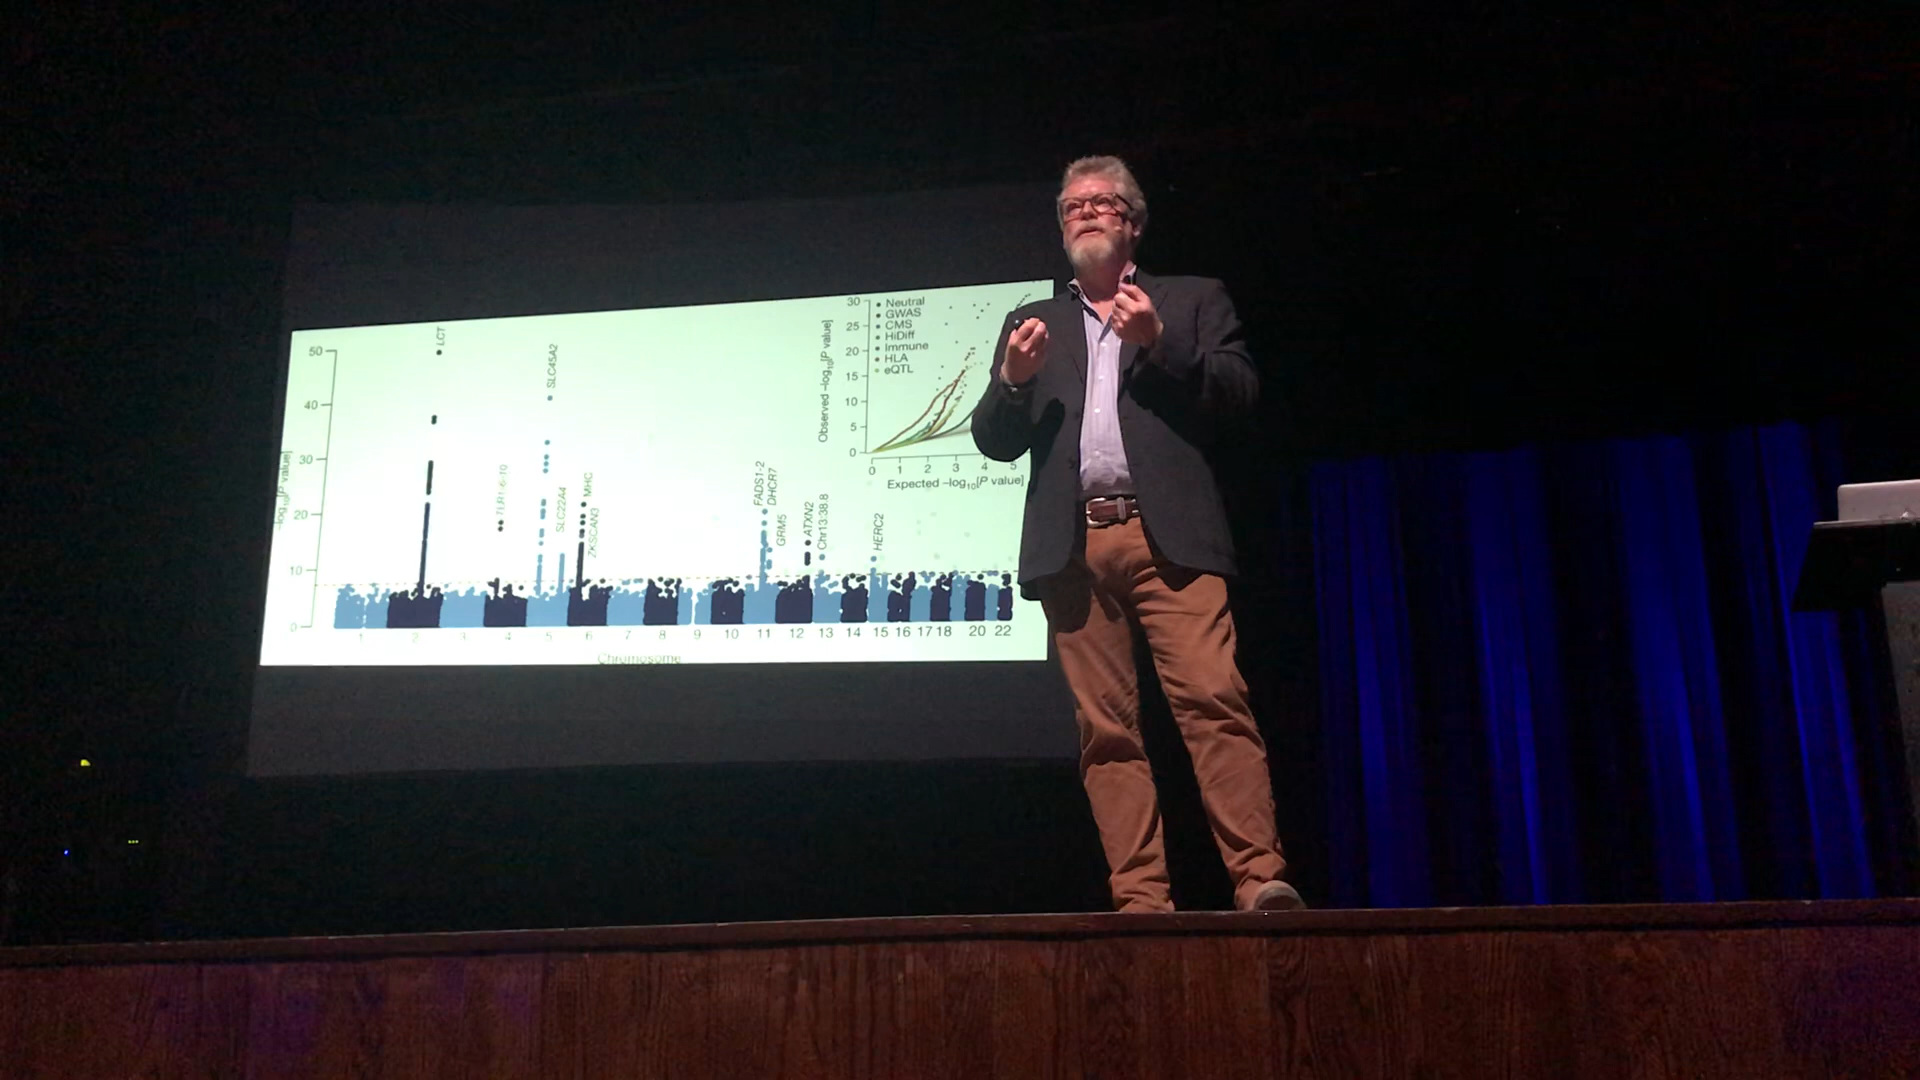 LCT
SLC45A2
TLR1-6-10
SLC22A4
MHC
ZKSCAN3
FADS1-2
DHCR7
GRM5
ATXN2
Chr13:38.8
HERC2
50
40
30
20
10
0
-log10[P value]
1 2 3 4 5 6 7 8 9 10 11 12 13 14 15 16 17 18 20 22
Chromosome
30
25
20
15
10
5
0
Observed –log10[P value]
Neutral
GWAS
CMS
HiDiff
Immune
HLA
eQTL
0 1 2 3 4 5
Expected –log10[P value]